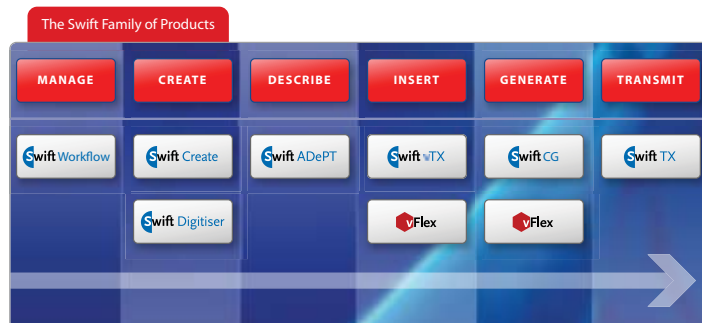 The Swift Family of Products
MANAGE CREATE DESCRIBE INSERT GENERATE TRANSMIT
Swift Workflow Swift Create Swift ADePT Swift vTX Swift CG Swift TX
Swift Digitiser vFlex vFlex